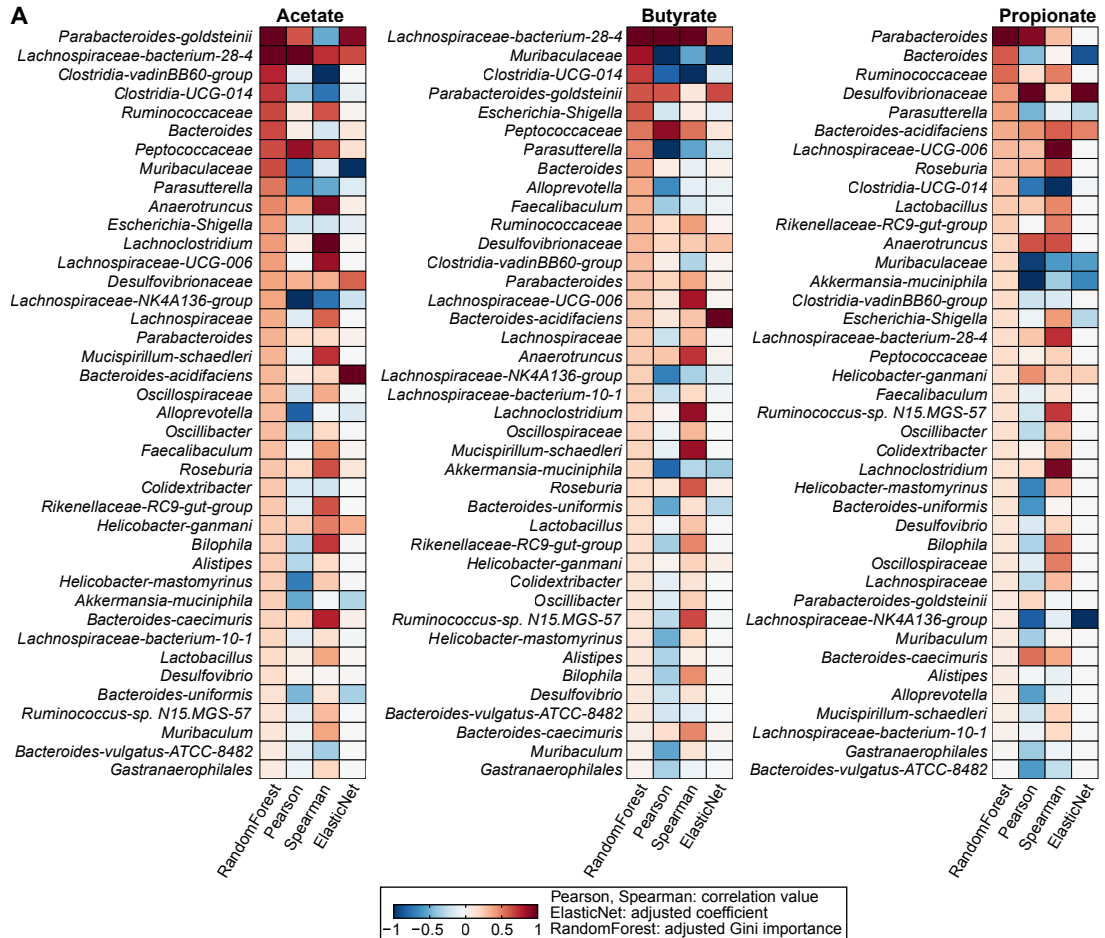 A
Acetate
Parabacteroides-goldsteinii
Lachnospiraceae-bacterium-28-4
Clostridia-vadinBB60-group
Clostridia-UCG-014
Ruminococcaceae
Bacteroides
Peptococcaceae
Muribaculaceae
Parasutterella
Anaerotruncus
Escherichia-Shigella
Lachnoclostridium
Lachnospiraceae-UCG-006
Desulfovibrionaceae
Lachnospiraceae-NK4A136-group
Lachnospiraceae
Parabacteroides
Mucispirillum-schaedleri
Bacteroides-acidifaciens
Oscillospiraceae
Alloprevotella
Oscillibacter
Faecalibaculum
Roseburia
Colidextribacter
Rikenellaceae-RC9-gut-group
Helicobacter-ganmani
Bilophila
Alistipes
Helicobacter-mastomyrinus
Akkermansia-muciniphila
Bacteroides-caecimuris
Lachnospiraceae-bacterium-10-1
Lactobacillus
Desulfovibrio
Bacteroides-uniformis
Ruminococcus-sp. N15.MGS-57
Muribaculum
Bacteroides-vulgatus-ATCC-8482
Gastranaerophilales
RandomForest
Pearson
Spearman
ElasticNet
Butyrate
Lachnospiraceae-bacterium-28-4
Muribaculaceae
Clostridia-UCG-014
Parabacteroides-goldsteinii
Escherichia-Shigella
Peptococcaceae
Parasutterella
Bacteroides
Alloprevotella
Faecalibaculum
Ruminococcaceae
Desulfovibrionaceae
Clostridia-vadinBB60-group
Parabacteroides
Lachnospiraceae-UCG-006
Bacteroides-acidifaciens
Lachnospiraceae
Anaerotruncus
Lachnospiraceae-NK4A136-group
Lachnospiraceae-bacterium-10-1
Lachnoclostridium
Oscillospiraceae
Mucispirillum-schaedleri
Akkermansia-muciniphila
Roseburia
Bacteroides-uniformis
Lactobacillus
Rikenellaceae-RC9-gut-group
Helicobacter-ganmani
Colidextribacter
Oscillibacter
Ruminococcus-sp. N15.MGS-57
Helicobacter-mastomyrinus
Alistipes
Bilophila
Desulfovibrio
Bacteroides-vulgatus-ATCC-8482
Bacteroides-caecimuris
Muribaculum
Gastranaerophilales
RandomForest
Pearson
Spearman
ElasticNet
Propionate
Parabacteroides
Bacteroides
Ruminococcaceae
Desulfovibrionaceae
Parasutterella
Bacteroides-acidifaciens
Lachnospiraceae-UCG-006
Roseburia
Clostridia-UCG-014
Lactobacillus
Rikenellaceae-RC9-gut-group
Anaerotruncus
Muribaculaceae
Akkermansia-muciniphila
Clostridia-vadinBB60-group
Escherichia-Shigella
Lachnospiraceae-bacterium-28-4
Peptococcaceae
Helicobacter-ganmani
Faecalibaculum
Ruminococcus-sp. N15.MGS-57
Oscillibacter
Colidextribacter
Lachnoclostridium
Helicobacter-mastomyrinus
Bacteroides-uniformis
Desulfovibrio
Bilophila
Oscillospiraceae
Lachnospiraceae
Parabacteroides-goldsteinii
Lachnospiraceae-NK4A136-group
Muribaculum
Bacteroides-caecimuris
Alistipes
Alloprevotella
Mucispirillum-schaedleri
Lachnospiraceae-bacterium-10-1
Gastranaerophilales
Bacteroides-vulgatus-ATCC-8482
RandomForest
Pearson
Spearman
ElasticNet
−1 −0.5 0 0.5 1
Pearson, Spearman: correlation value
ElasticNet: adjusted coefficient
RandomForest: adjusted Gini importance